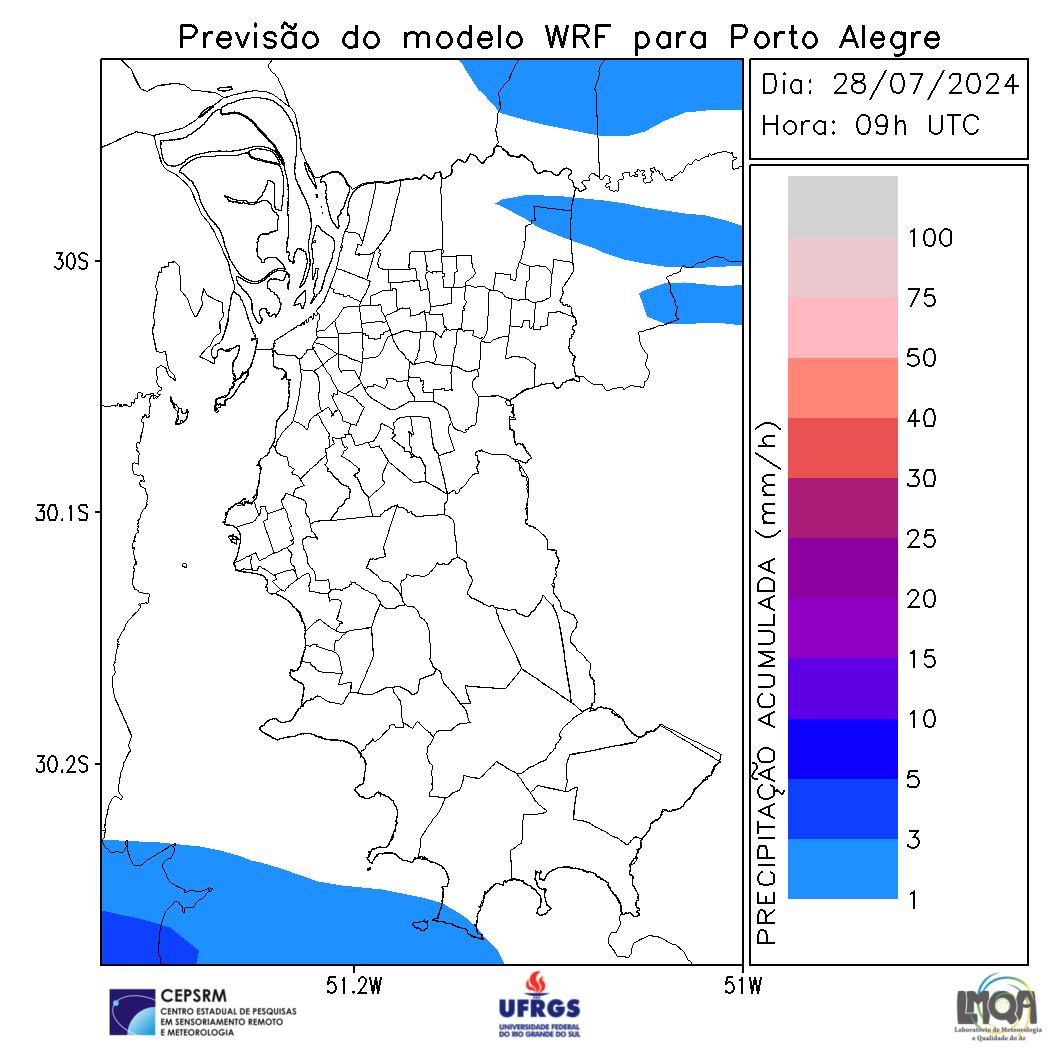 Previsão do modelo WRF para Porto Alegre
Dia: 28/07/2024
Hora: 09h UTC
30S
30.1S
30.2S
51.2W
51W
PRECIPITAÇÃO ACUMULADA (mm/h)
100
75
50
40
30
25
20
15
10
5
3
1
CEPSRM
CENTRO ESTADUAL DE PESQUISAS
EM SENSORIAMENTO REMOTO
E METEOROLOGIA
UFRGS
UNIVERSIDADE FEDERAL
DO RIO GRANDE DO SUL
LMQA
Laboratório de Meteorologia
e Qualidade do Ar